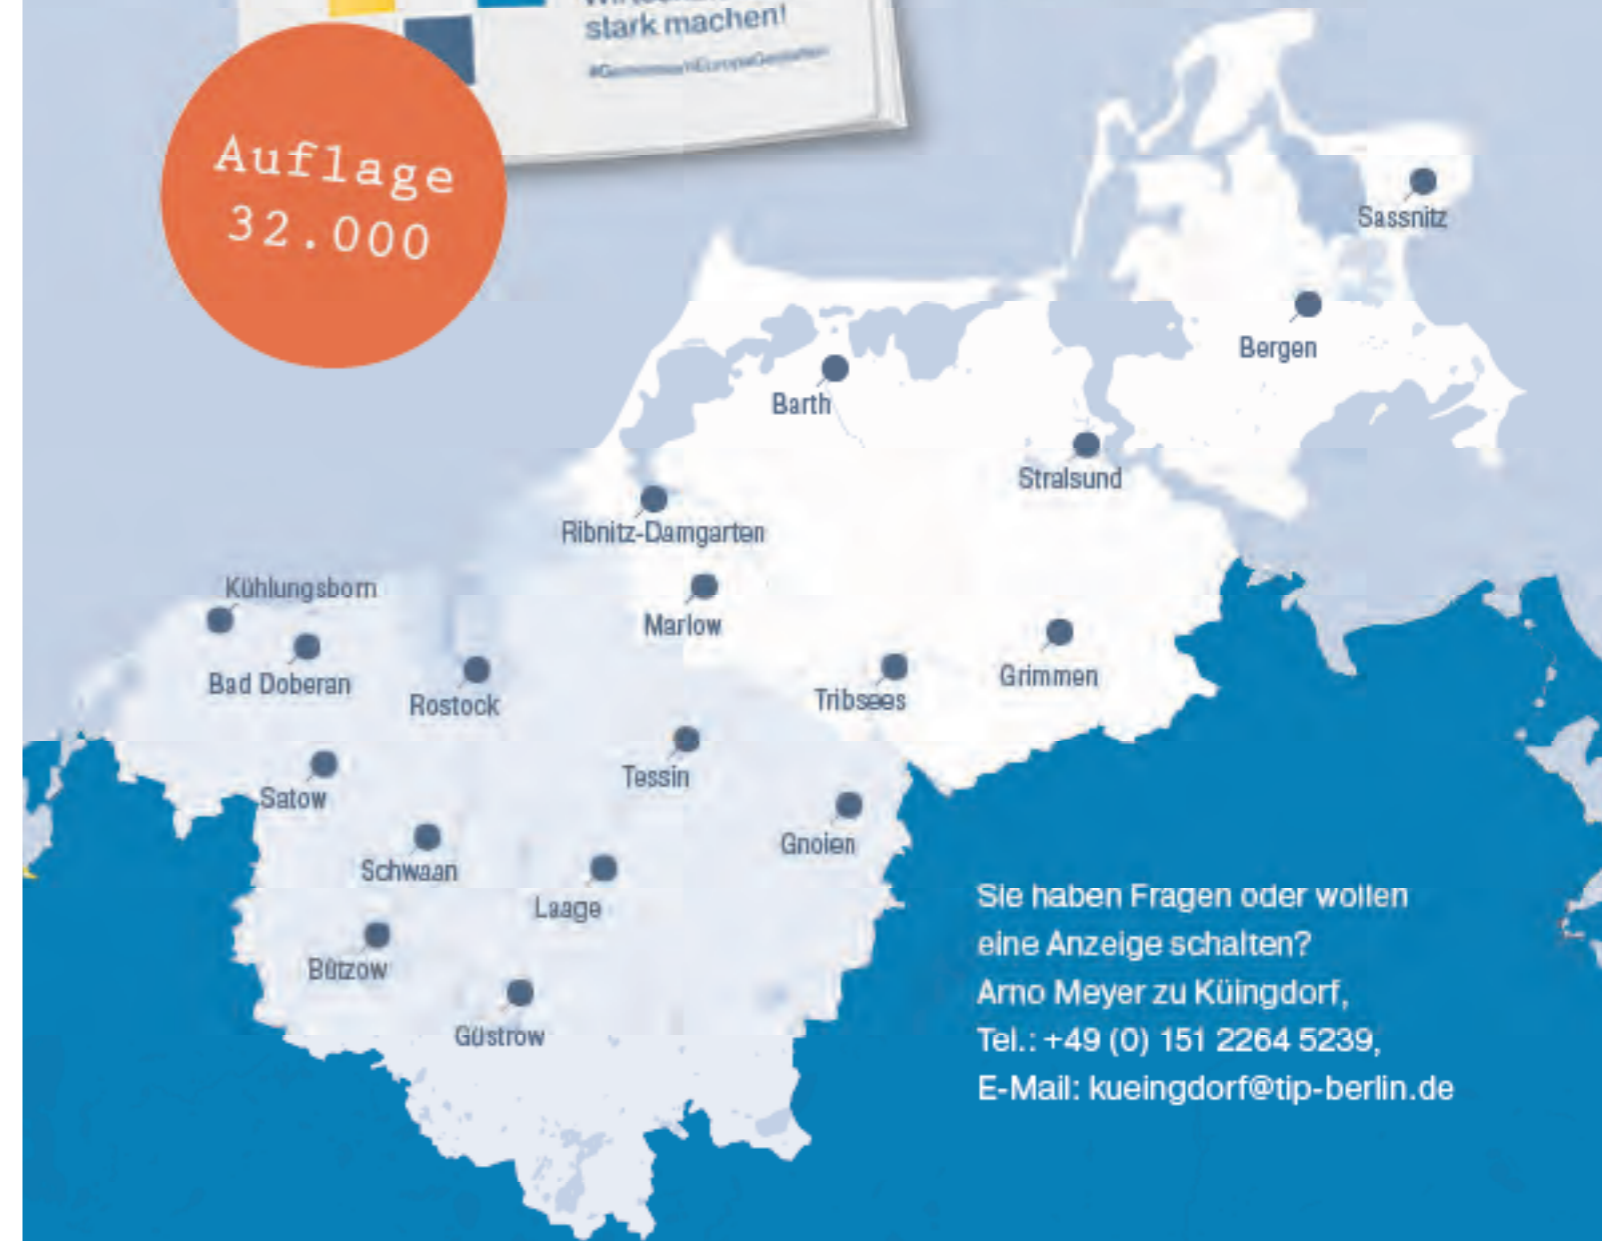 stark machen!
#GemeinsamEuropaGestalten
Auflage
32.000
Sassnitz
Bergen
Barth
Stralsund
Ribnitz-Damgarten
Kühlungsborn
Marlow
Bad Doberan
Rostock
Tribsees
Grimmen
Tessin
Satow
Gnoien
Schwaan
Laage
Bützow
Güstrow
Sie haben Fragen oder wollen
eine Anzeige schalten?
Arno Meyer zu Küingdorf,
Tel.: +49 (0) 151 2264 5239,
E-Mail: kueingdorf@tip-berlin.de